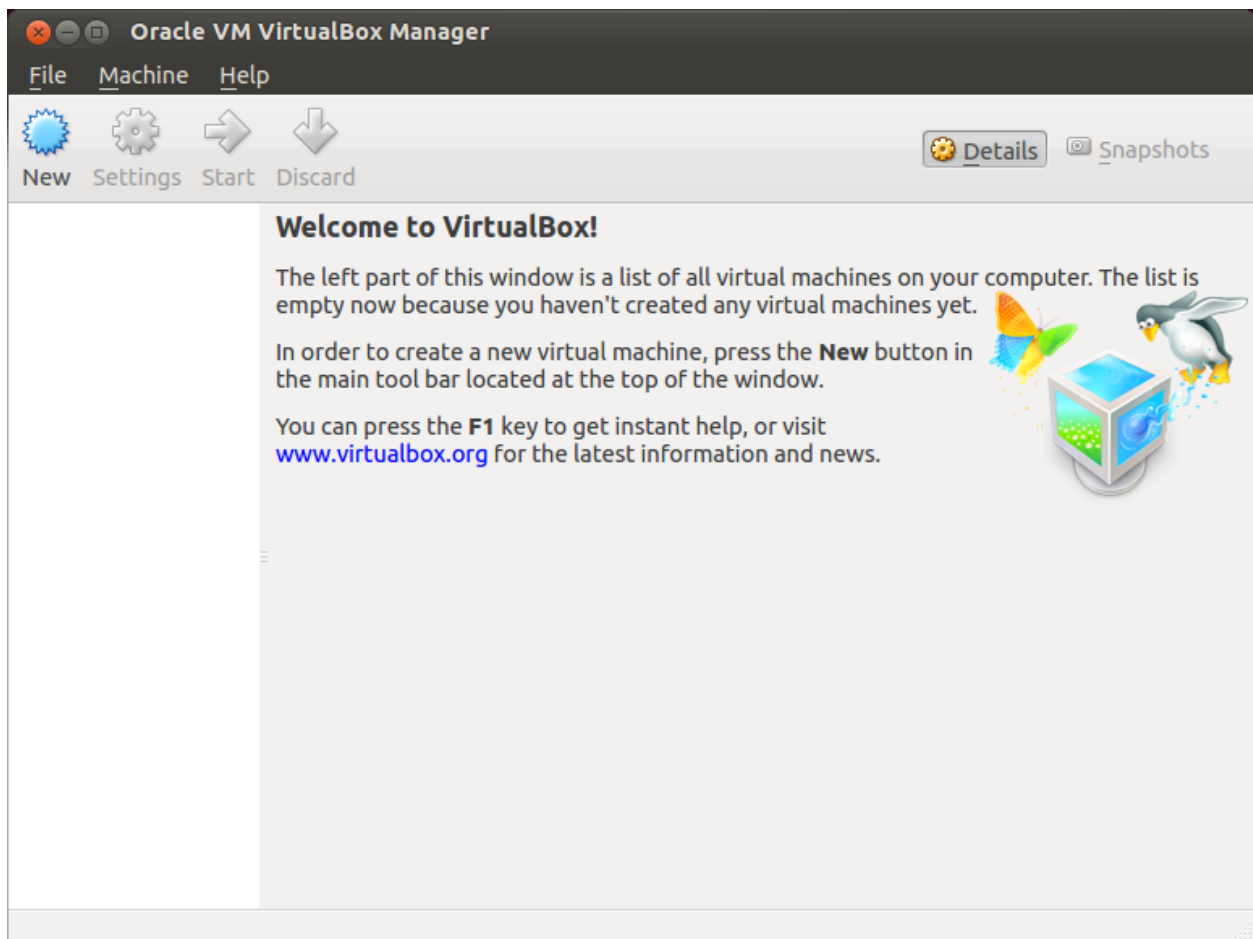 Oracle VM VirtualBox Manager
File Machine Help
New Settings Start Discard
Details Snapshots
Welcome to VirtualBox!
The left part of this window is a list of all virtual machines on your computer. The list is
empty now because you haven't created any virtual machines yet.
In order to create a new virtual machine, press the New button in
the main tool bar located at the top of the window.
You can press the F1 key to get instant help, or visit
www.virtualbox.org for the latest information and news.